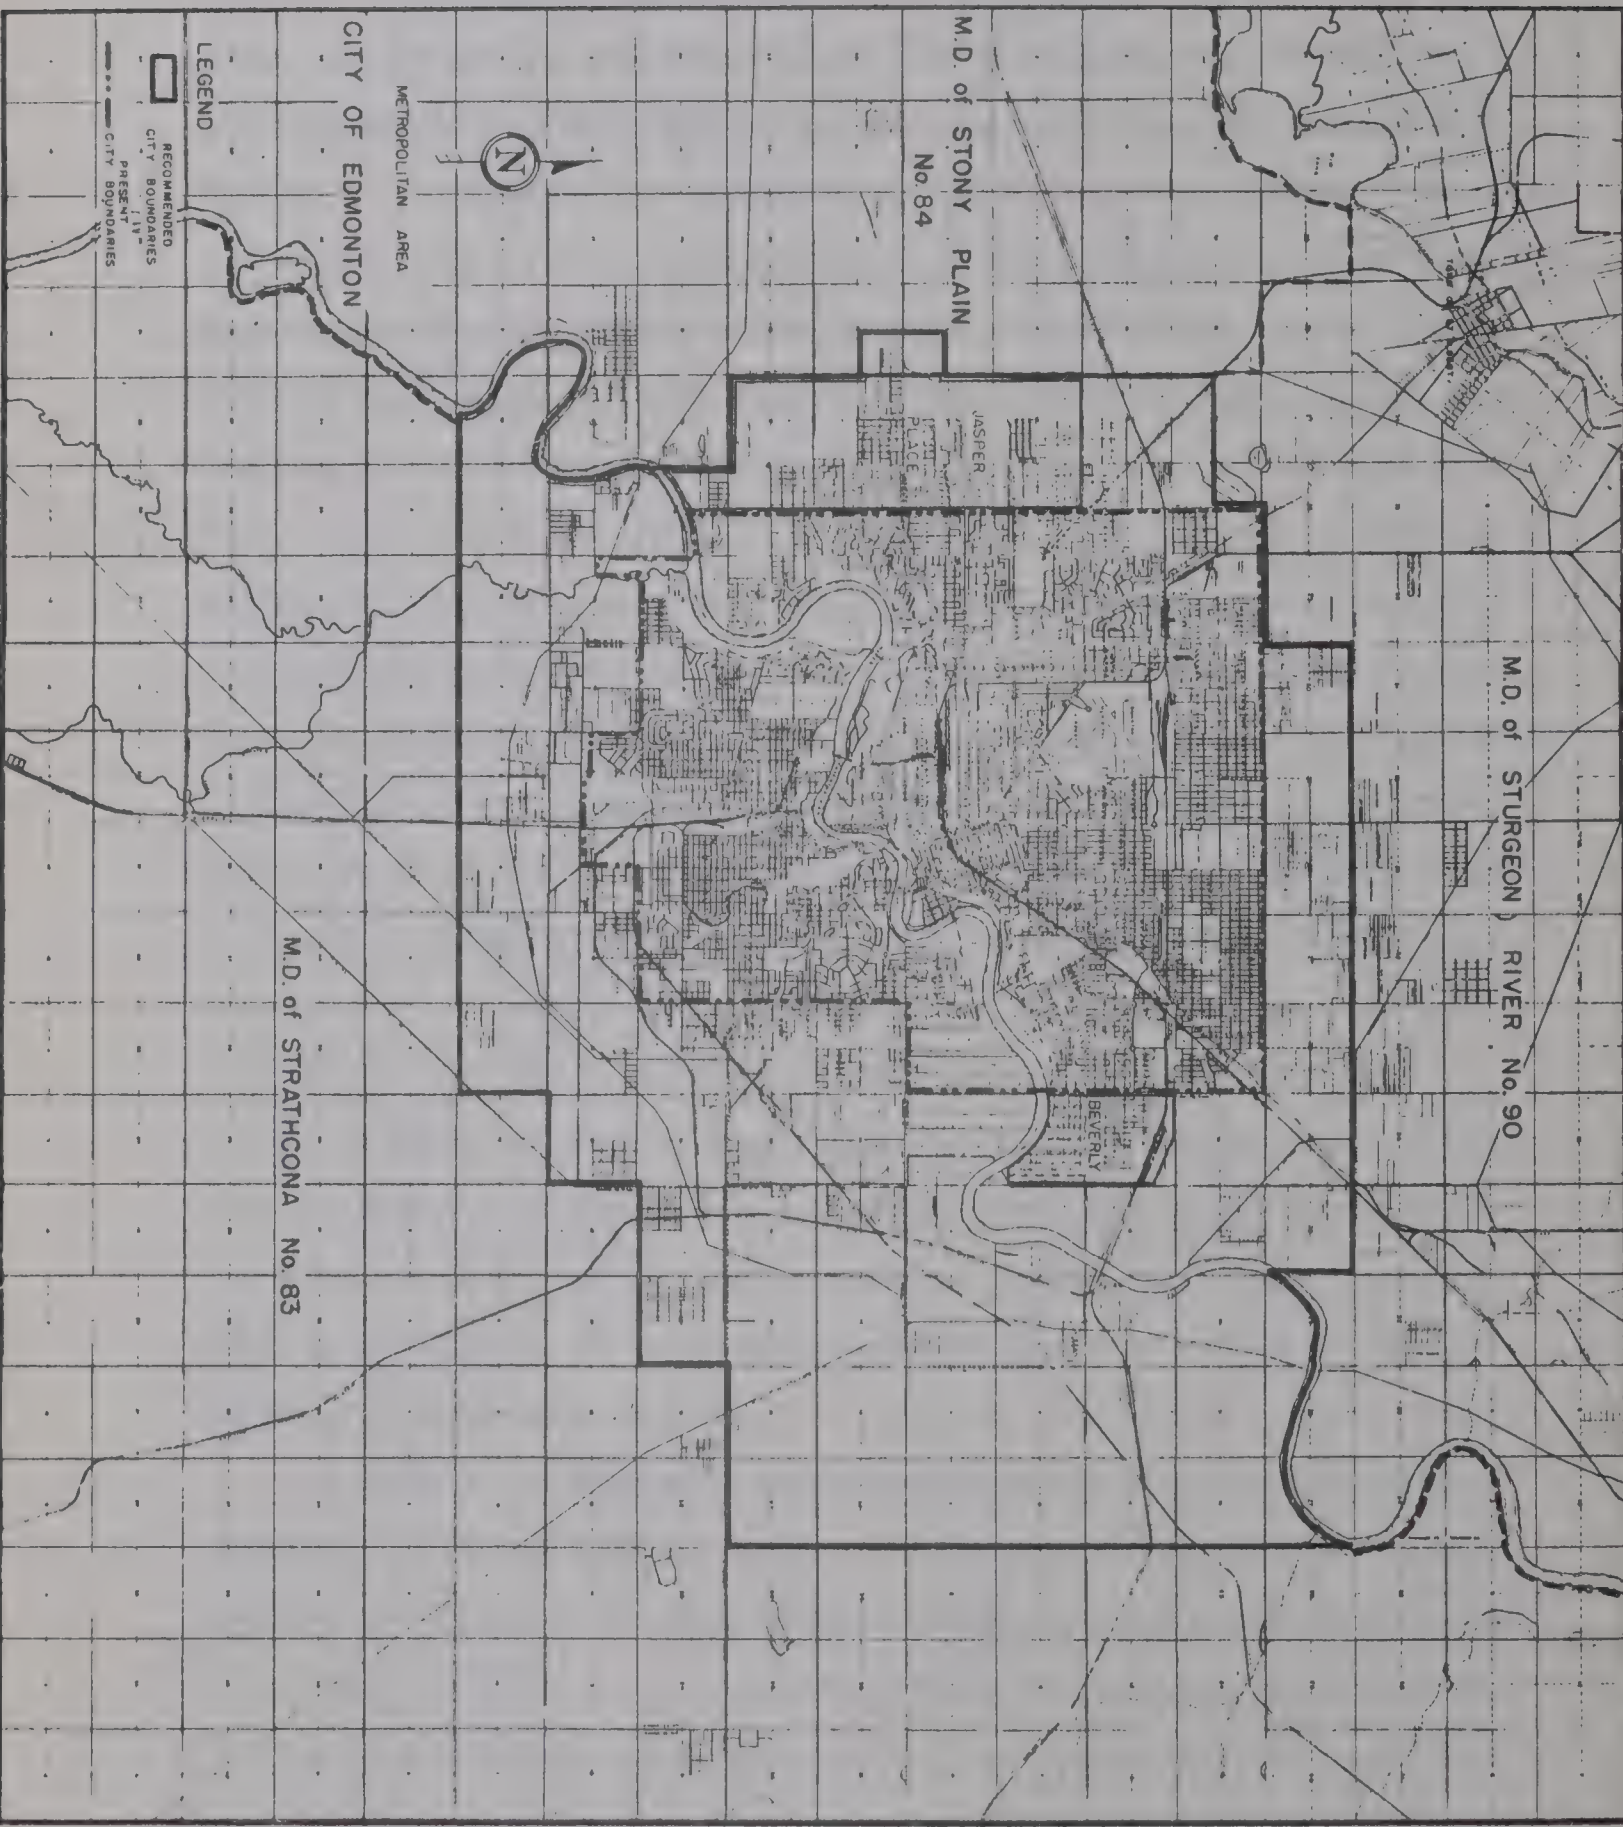 M.D. of STURGEON RIVER No. 90
M.D. of STONY PLAIN
No. 84
JASPER
PLACE
BEVERLY
M.D. of STRATHCONA No. 83
N
METROPOLITAN AREA
CITY OF EDMONTON
LEGEND
RECOMMENDED
CITY BOUNDARIES
PRESENT
CITY BOUNDARIES